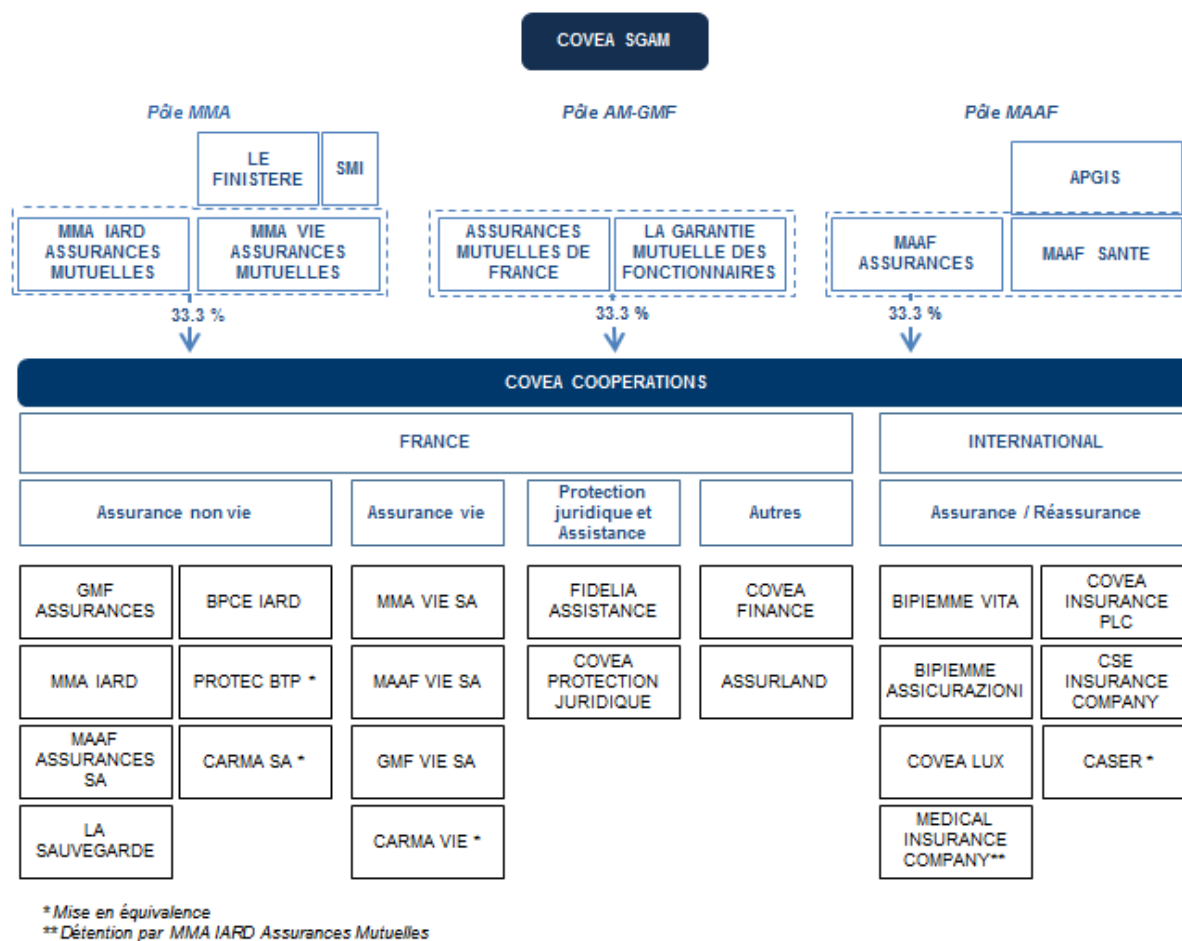 COVEA SGAM
Pôle MMA
Pôle AM-GMF
Pôle MAAF
LE
FINISTERE
SMI
APGIS
MMA IARD
ASSURANCES
MUTUELLES
MMA VIE
ASSURANCES
MUTUELLES
ASSURANCES
MUTUELLES DE
FRANCE
LA GARANTIE
MUTUELLE DES
FONCTIONNAIRES
MAAF
ASSURANCES
MAAF SANTE
33.3 %
33.3 %
33.3 %
COVEA COOPERATIONS
FRANCE
INTERNATIONAL
Assurance non vie
Assurance vie
Protection
juridique et
Assistance
Autres
Assurance / Réassurance
GMF
ASSURANCES
BPCE IARD
MMA VIE SA
FIDELIA
ASSISTANCE
COVEA
FINANCE
BIPIEMME VITA
COVEA
INSURANCE
PLC
MMA IARD
PROTEC BTP *
MAAF VIE SA
COVEA
PROTECTION
JURIDIQUE
ASSURLAND
BIPIEMME
ASSICURAZIONI
CSE
INSURANCE
COMPANY
MAAF
ASSURANCES
SA
CARMA SA *
GMF VIE SA
COVEA LUX
CASER *
LA
SAUVEGARDE
CARMA VIE *
MEDICAL
INSURANCE
COMPANY**
* Mise en équivalence
** Détention par MMA IARD Assurances Mutuelles